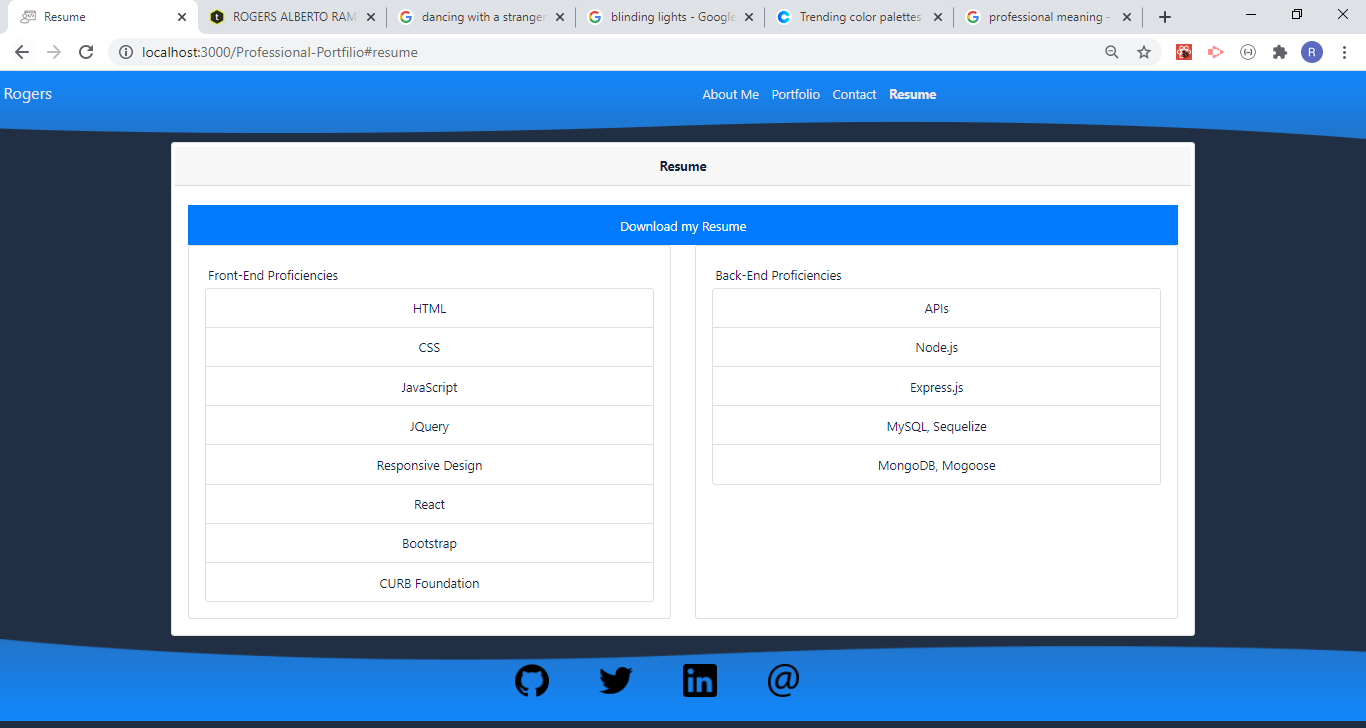 Resume
ROGERS ALBERTO RAM
dancing with a stranger
blinding lights - Google
Trending color palettes
professional meaning -
localhost:3000/Professional-Portfilio#resume
R
Rogers
About Me Portfolio Contact Resume
Resume
Download my Resume
Front-End Proficiencies
HTML
CSS
JavaScript
JQuery
Responsive Design
React
Bootstrap
CURB Foundation
Back-End Proficiencies
APIs
Node.js
Express.js
MySQL, Sequelize
MongoDB, Mogoose
in
@